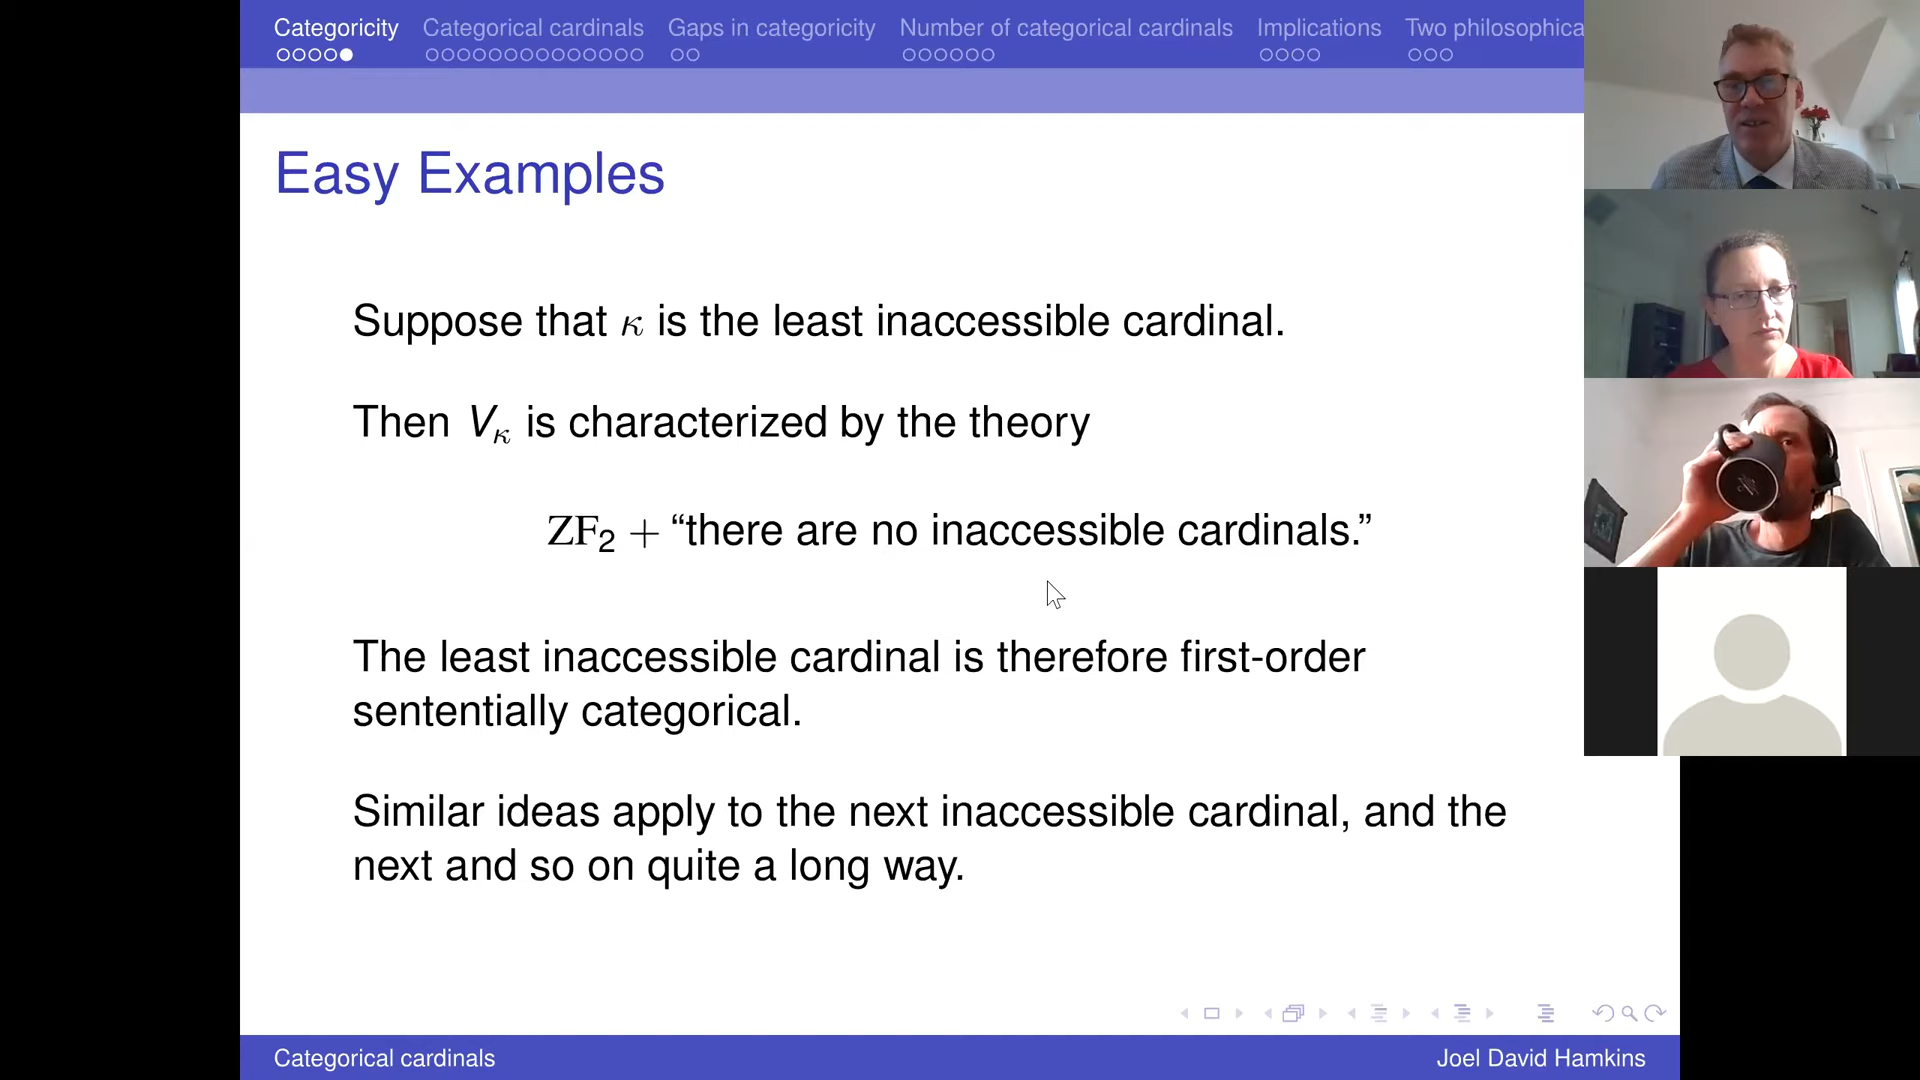 Categoricity Categorical cardinals Gaps in categoricity Number of categorical cardinals Implications Two philosophica
Easy Examples
Suppose that κ is the least inaccessible cardinal.
Then Vκ is characterized by the theory
ZF₂ + “there are no inaccessible cardinals.”
The least inaccessible cardinal is therefore first-order
sententially categorical.
Similar ideas apply to the next inaccessible cardinal, and the
next and so on quite a long way.
Categorical cardinals Joel David Hamkins